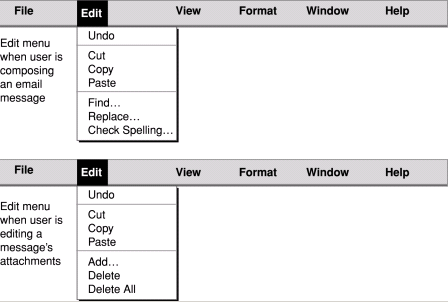 File Edit View Format Window Help
Edit menu
when user is
composing
an email
message
Undo
Cut
Copy
Paste
Find...
Replace...
Check Spelling...
File Edit View Format Window Help
Edit menu
when user is
editing a
message's
attachments
Undo
Cut
Copy
Paste
Add...
Delete
Delete All